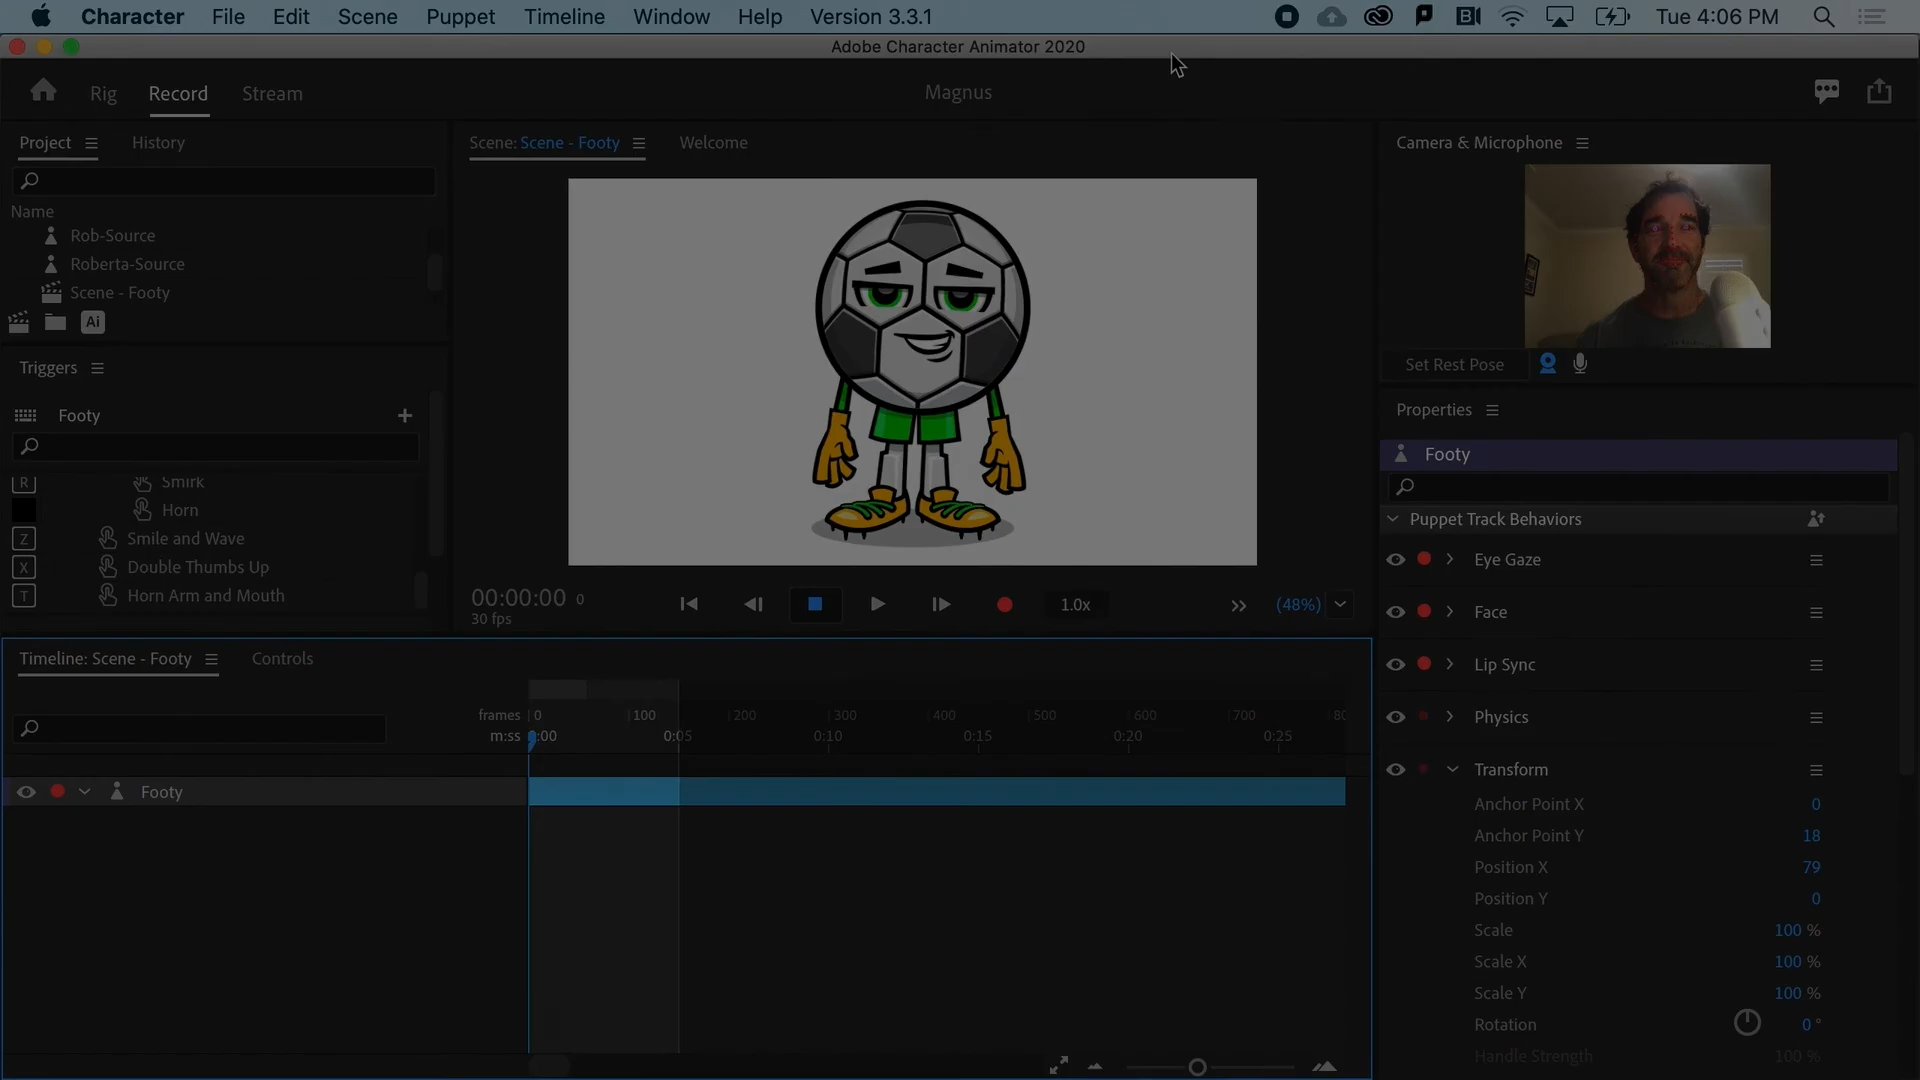 Character File Edit Scene Puppet Timeline Window Help Version 3.3.1 Tue 4:06 PM
Adobe Character Animator 2020
Rig Record Stream Magnus
Project History
Scene: Scene - Footy Welcome
Camera & Microphone
Name
Rob-Source
Roberta-Source
Scene - Footy
Ai
Set Rest Pose
Triggers
Footy
R Smirk
Horn
Z Smile and Wave
X Double Thumbs Up
T Horn Arm and Mouth
00:00:00 0
30 fps
1.0x
(48%)
Properties
Footy
Puppet Track Behaviors
Eye Gaze
Face
Lip Sync
Physics
Transform
Anchor Point X 0
Anchor Point Y 18
Position X 79
Position Y 0
Scale 100 %
Scale X 100 %
Scale Y 100 %
Rotation 0 °
Handle Strength 100 %
Timeline: Scene - Footy Controls
frames 0 100 200 300 400 500 600 700 80
m:ss 0:00 0:05 0:10 0:15 0:20 0:25
Footy